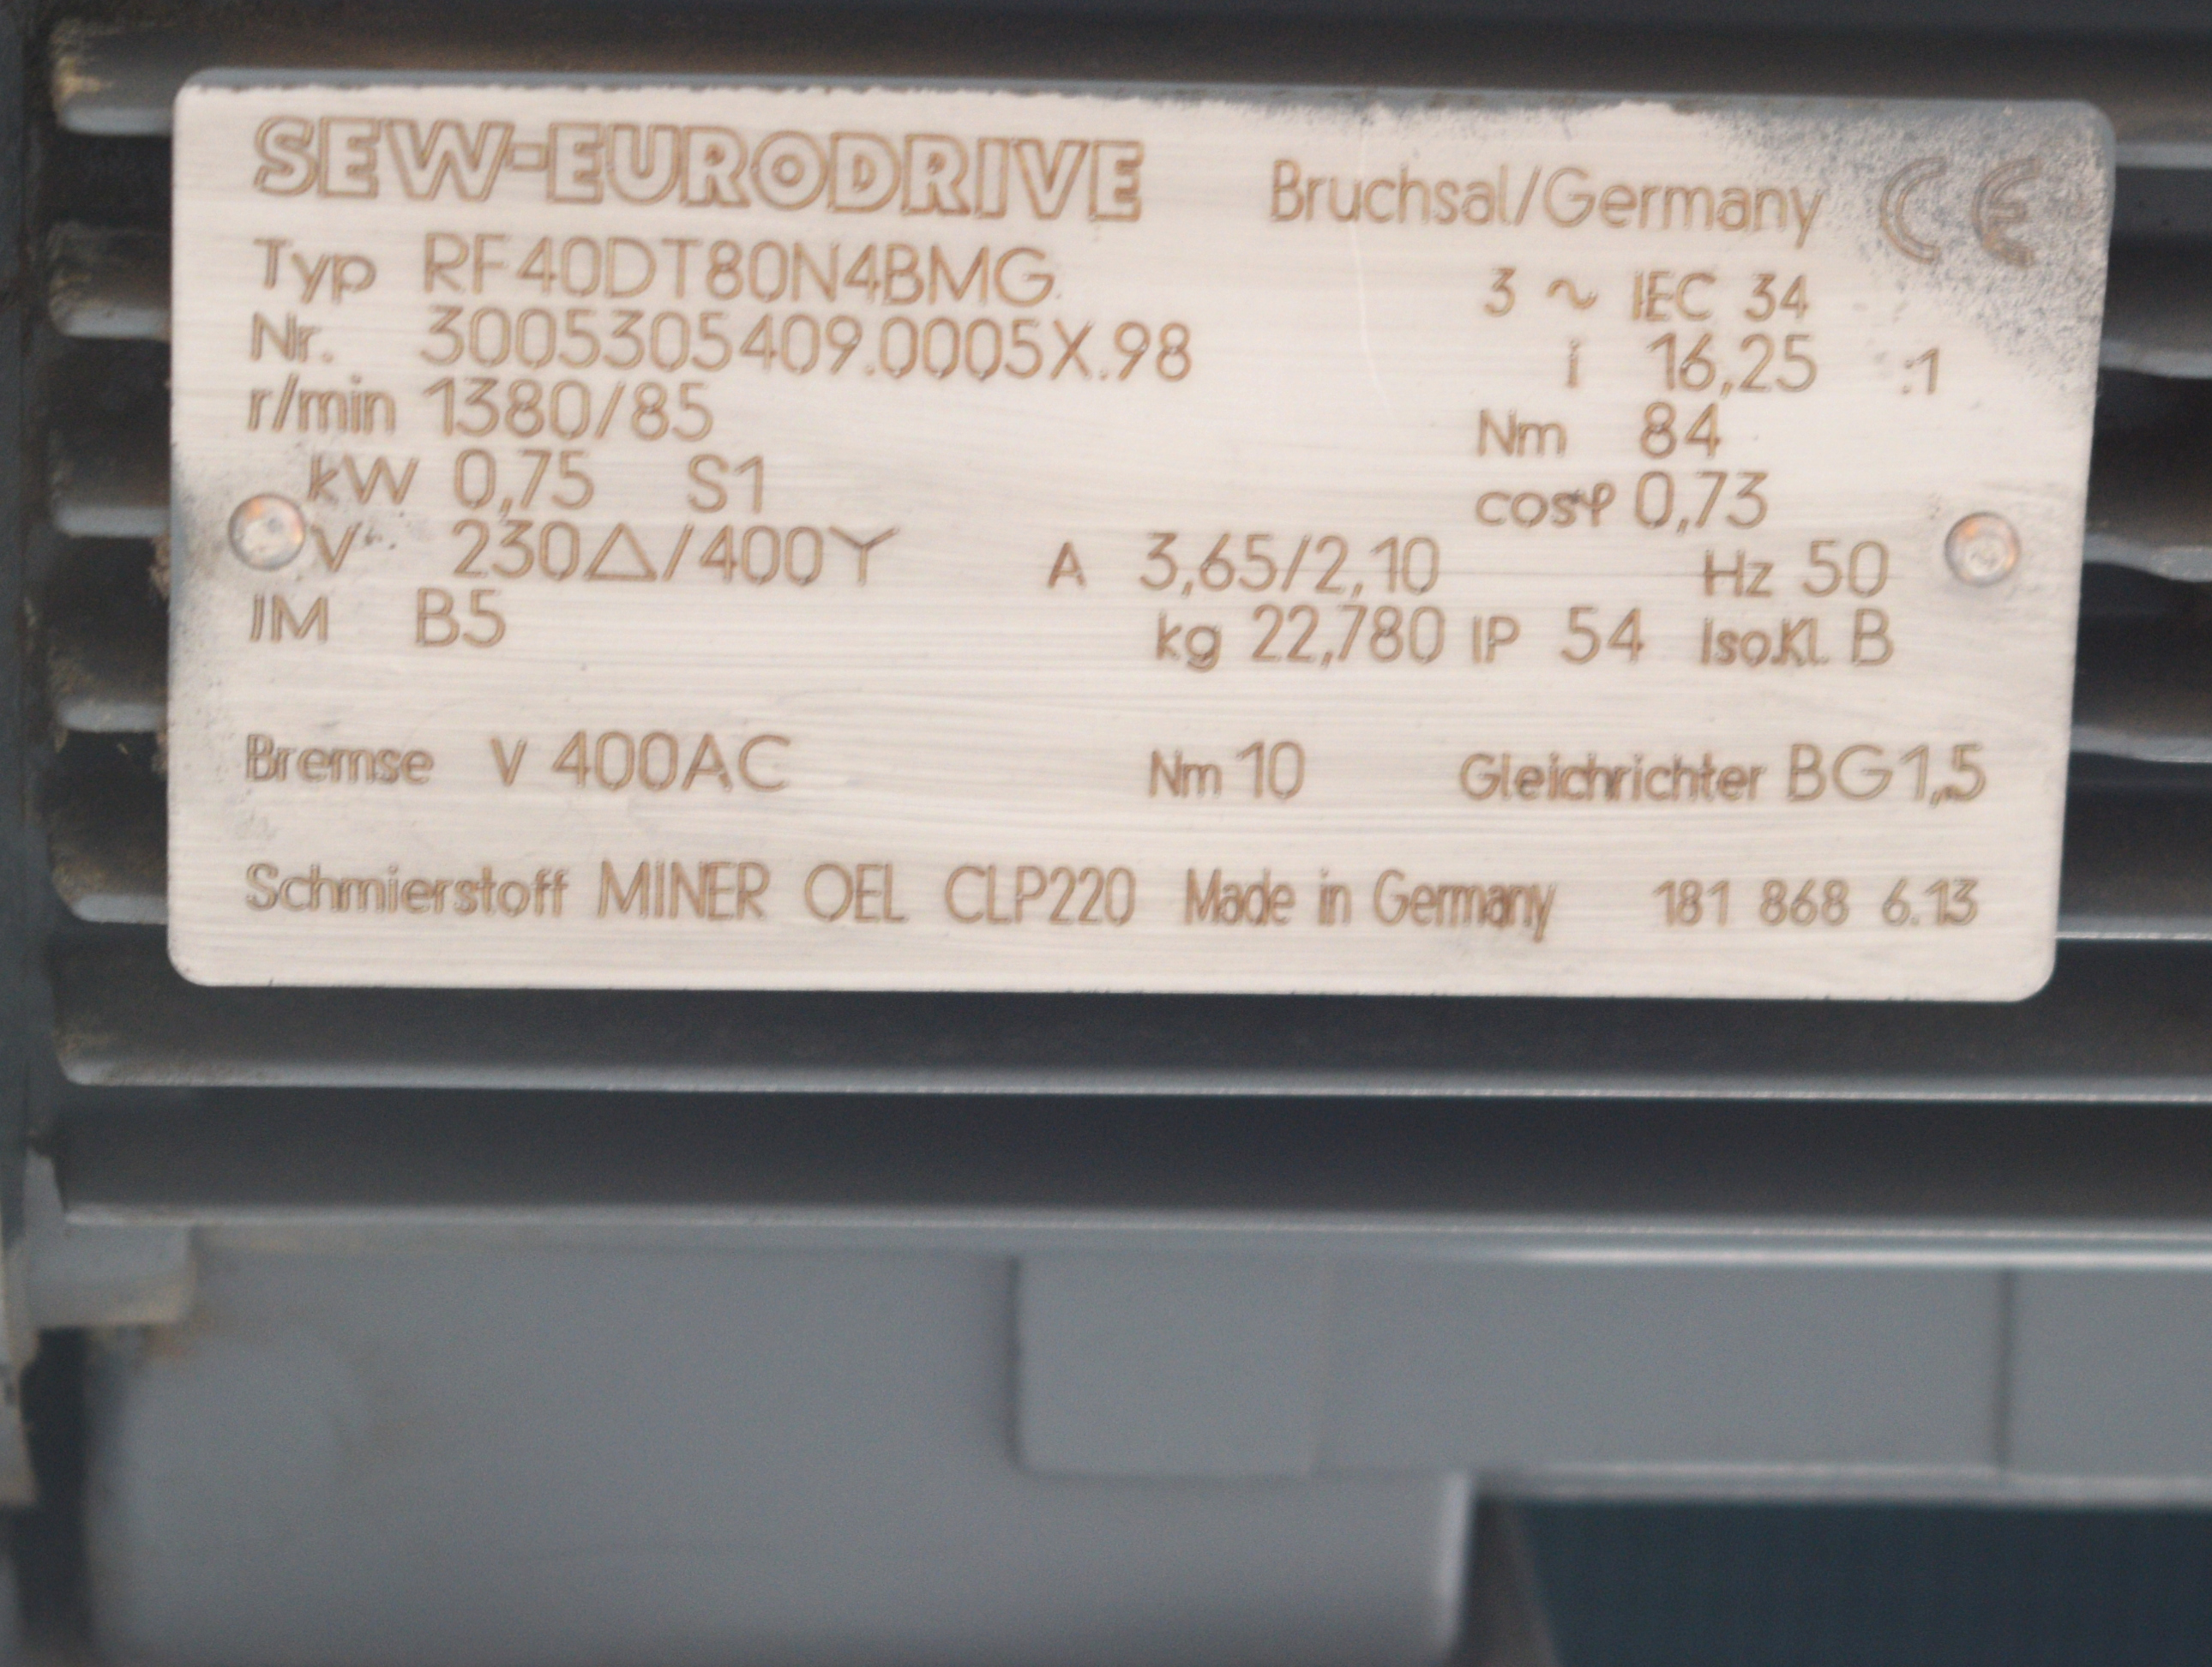 SEW-EURODRIVE Bruchsal/Germany CE
Typ RF40DT80N4BMG 3 ~ IEC 34
Nr. 3005305409.0005X.98 i 16,25 :1
r/min 1380/85 Nm 84
kW 0,75 S1 cosφ 0,73
V 230△/400Y A 3,65/2,10 Hz 50
IM B5 kg 22,780 IP 54 Iso.Kl. B
Bremse V 400AC Nm 10 Gleichrichter BG1,5
Schmierstoff MINER OEL CLP220 Made in Germany 181 868 6.13